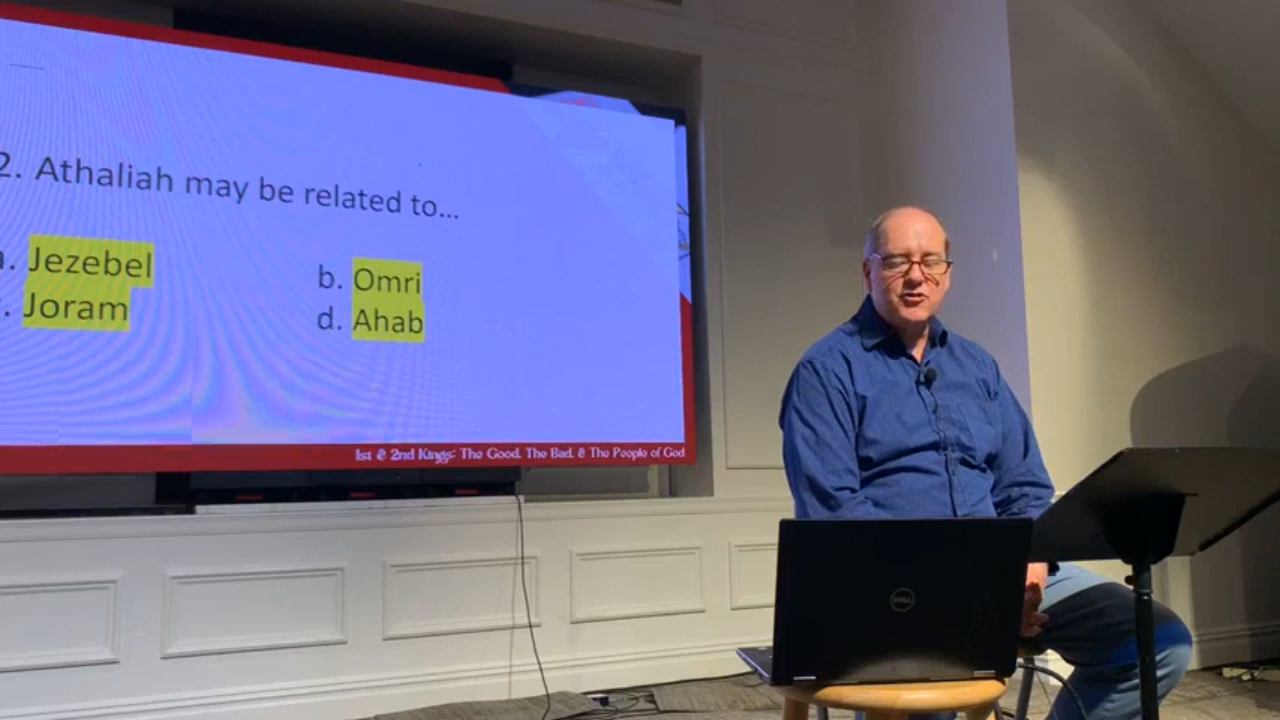 2. Athaliah may be related to...
. Jezebel
b. Omri
. Joram
d. Ahab
1st & 2nd Kings: The Good, The Bad, & The People of God
DELL